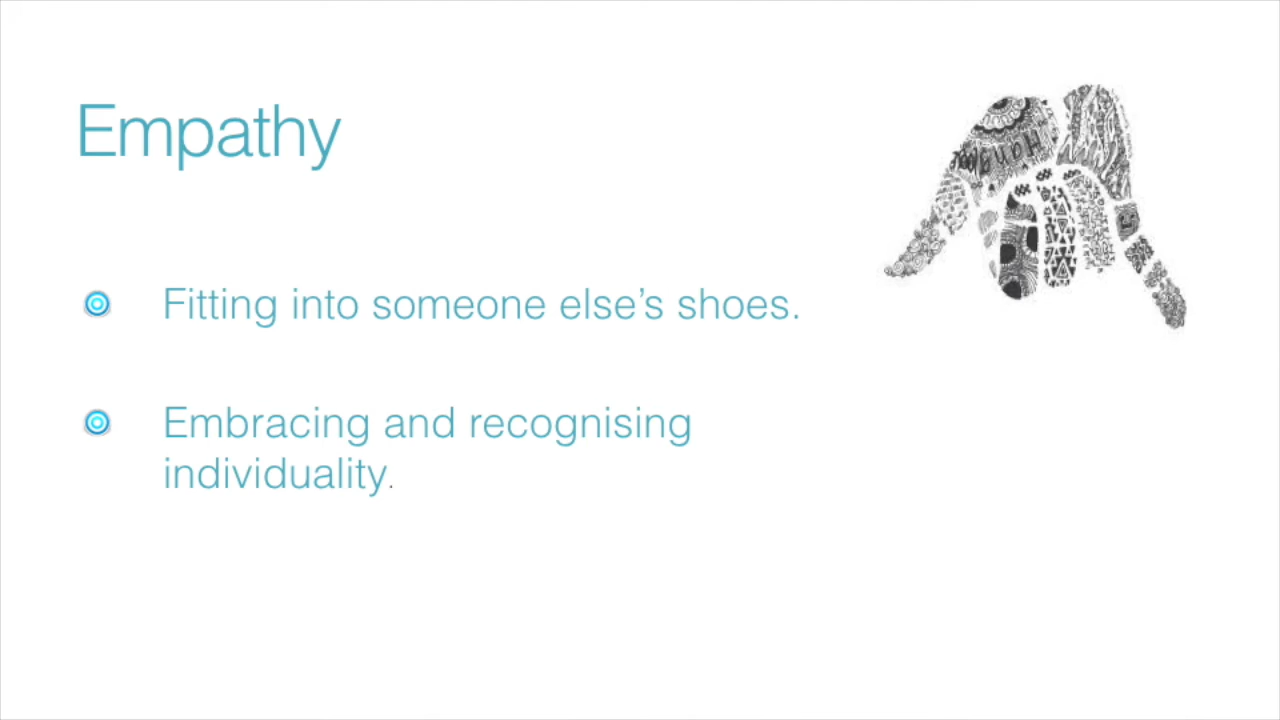 Empathy
Fitting into someone else’s shoes.
Embracing and recognising
individuality.